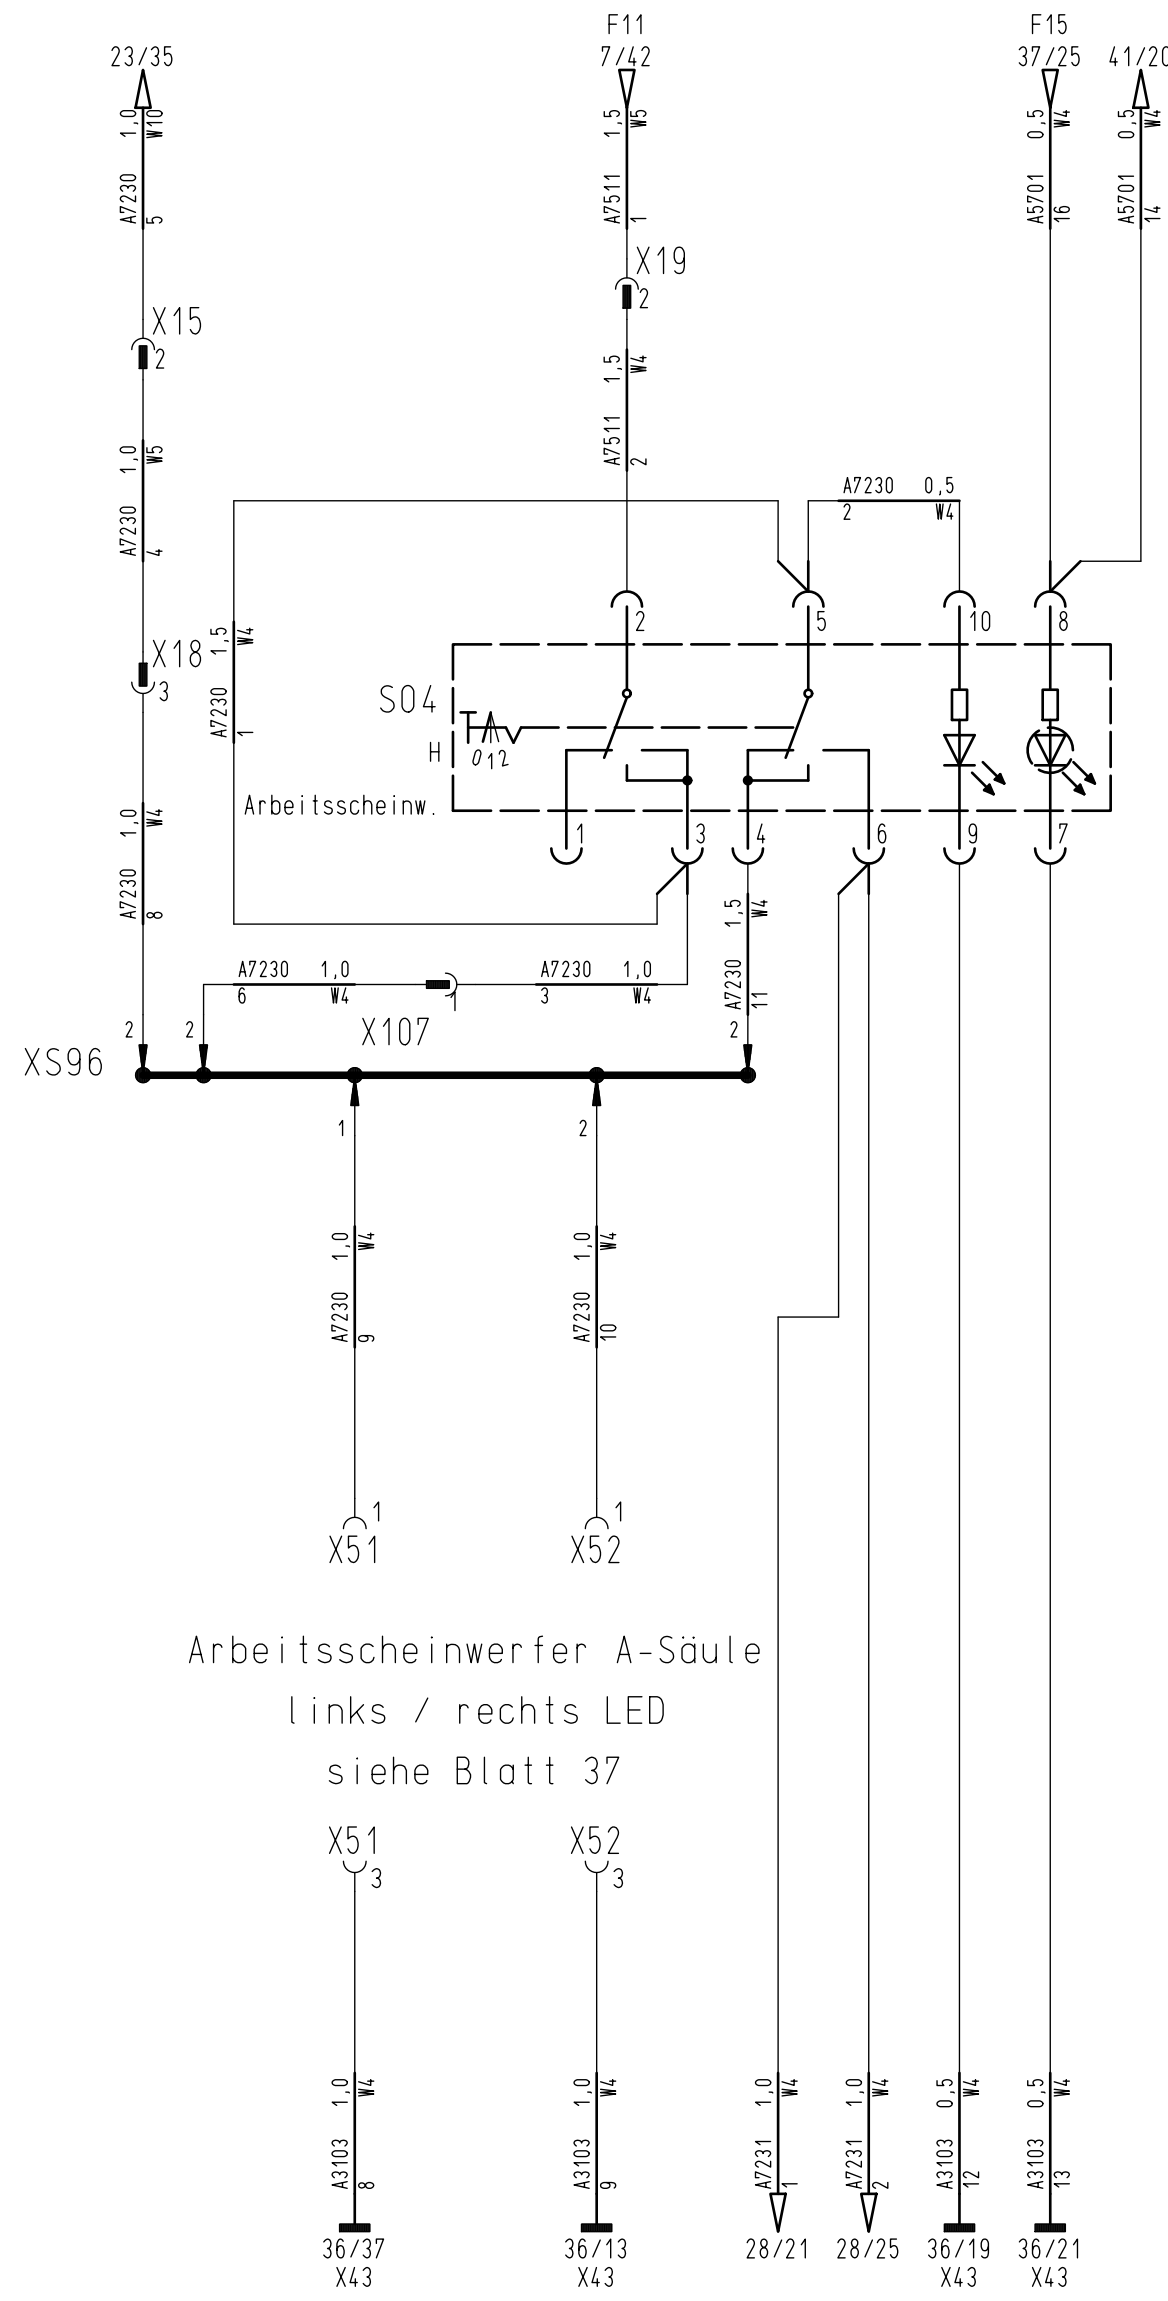 F11
F15
23/35
7/42
37/25
41/20
1,0
W10
A7230
5
1,5
W5
A7511
1
0,5
W4
A5701
16
0,5
W4
A5701
14
X19
2
X15
2
1,5
W4
A7511
2
1,0
W5
A7230
4
A7230 0,5
2 W4
X18
3
1,5
W4
A7230
1
2
5
10
8
S04
H
0 1 2
Arbeitsscheinw.
1
3
4
6
9
7
1,0
W4
A7230
8
1,5
W4
A7230
11
A7230 1,0
6 W4
1
A7230 1,0
3 W4
X107
2
2
2
XS96
1
2
1,0
W4
A7230
9
1,0
W4
A7230
10
1
X51
1
X52
Arbeitsscheinwerfer A-Säule
links / rechts LED
siehe Blatt 37
X51
3
X52
3
1,0
W4
A3103
8
1,0
W4
A3103
9
1,0
W4
A7231
1
1,0
W4
A7231
2
0,5
W4
A3103
12
0,5
W4
A3103
13
36/37
X43
36/13
X43
28/21
28/25
36/19
X43
36/21
X43